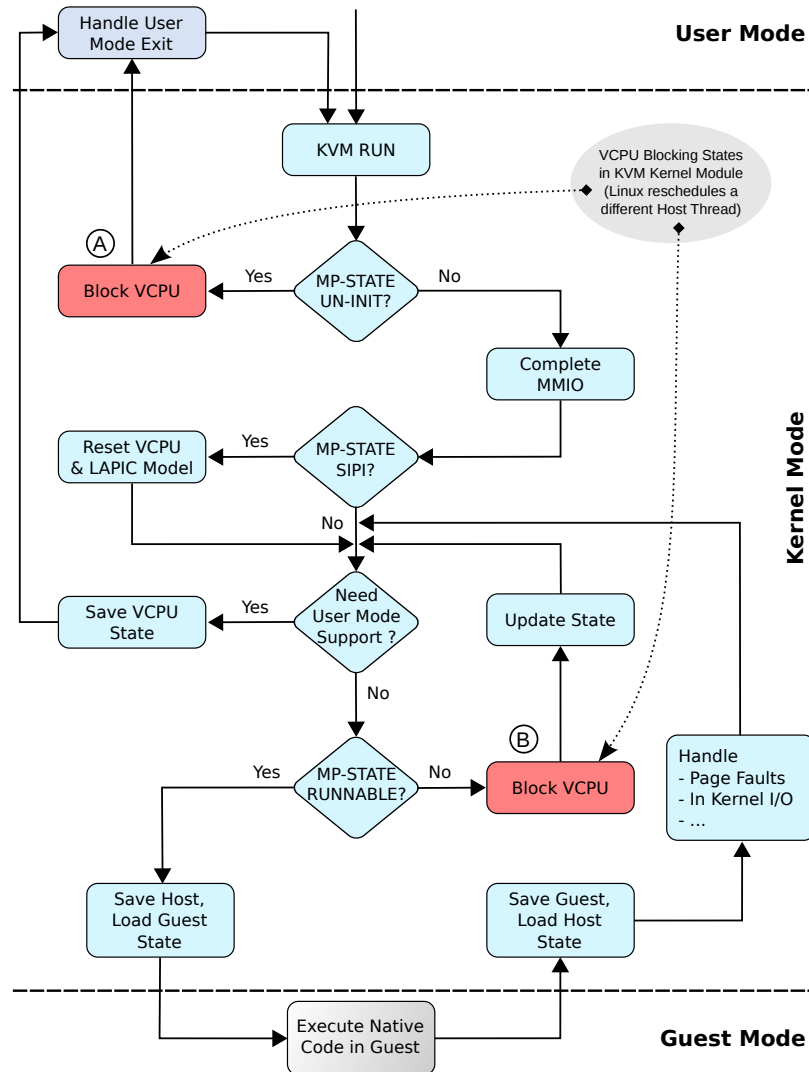 Handle User
Mode Exit
User Mode
KVM RUN
VCPU Blocking States
in KVM Kernel Module
(Linux reschedules a
different Host Thread)
A
Block VCPU
Yes
MP-STATE
UN-INIT?
No
Complete
MMIO
Kernel Mode
Reset VCPU
& LAPIC Model
Yes
MP-STATE
SIPI?
No
Save VCPU
State
Yes
Need
User Mode
Support ?
Update State
No
B
Yes
MP-STATE
RUNNABLE?
No
Block VCPU
Handle
- Page Faults
- In Kernel I/O
- ...
Save Host,
Load Guest
State
Save Guest,
Load Host
State
Execute Native
Code in Guest
Guest Mode